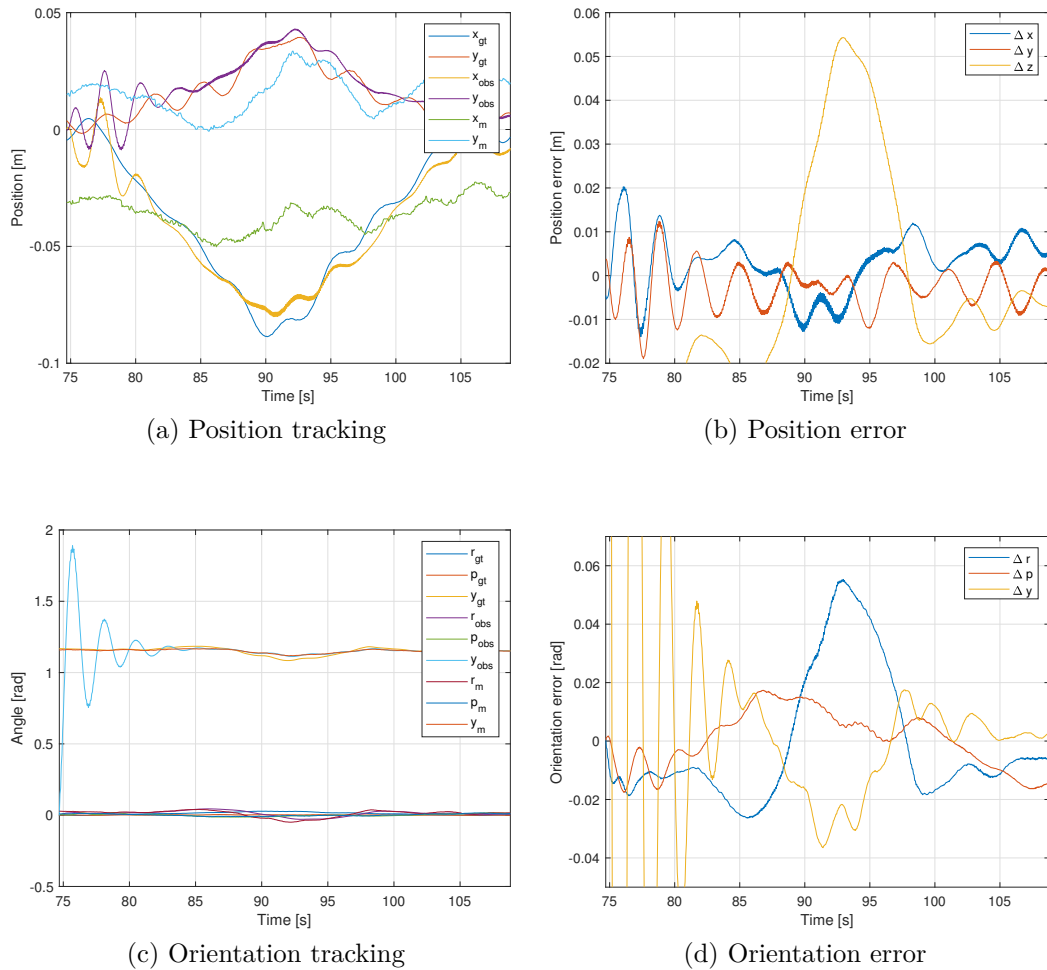 0.05
0
-0.05
-0.1
Position [m]
75 80 85 90 95 100 105
Time [s]
x_gt
y_gt
x_obs
y_obs
x_m
y_m
(a) Position tracking
0.06
0.05
0.04
0.03
0.02
0.01
0
-0.01
-0.02
Position error [m]
75 80 85 90 95 100 105
Time [s]
Δ x
Δ y
Δ z
(b) Position error
2
1.5
1
0.5
0
-0.5
Angle [rad]
75 80 85 90 95 100 105
Time [s]
r_gt
p_gt
y_gt
r_obs
p_obs
y_obs
r_m
p_m
y_m
(c) Orientation tracking
0.06
0.04
0.02
0
-0.02
-0.04
Orientation error [rad]
75 80 85 90 95 100 105
Time [s]
Δ r
Δ p
Δ y
(d) Orientation error